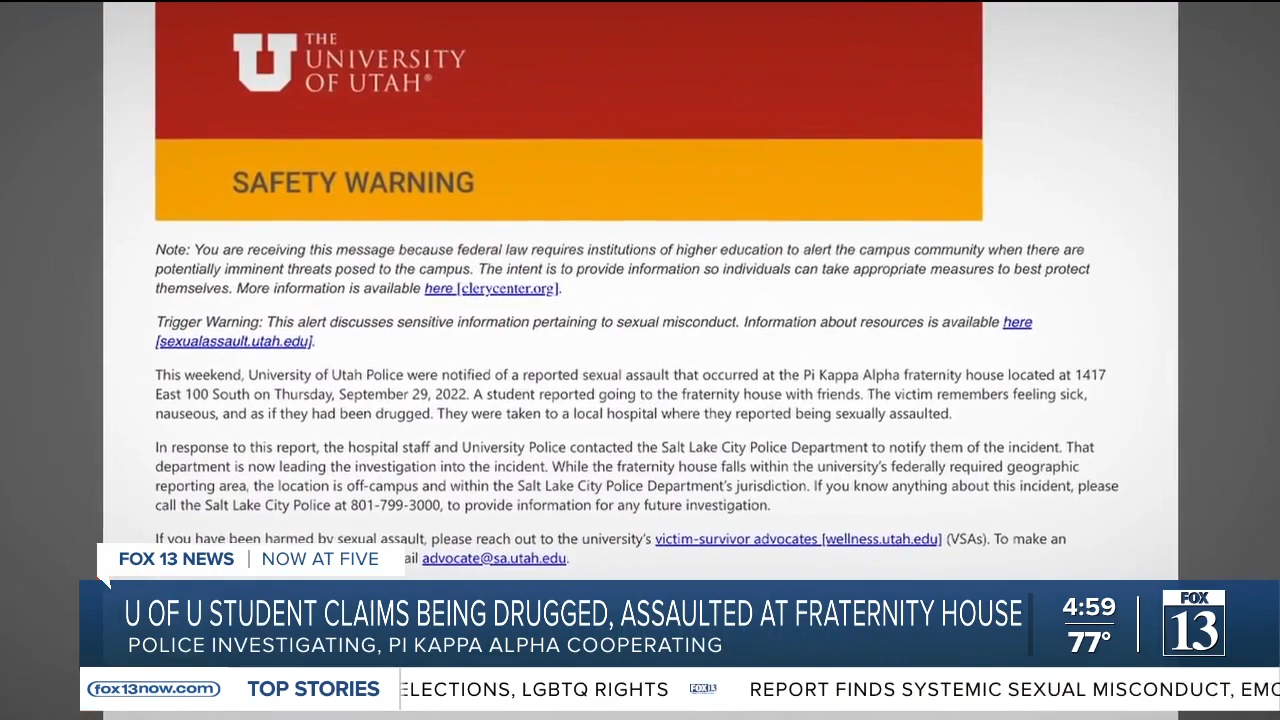 THE
UNIVERSITY
OF UTAH®
SAFETY WARNING
Note: You are receiving this message because federal law requires institutions of higher education to alert the campus community when there are
potentially imminent threats posed to the campus. The intent is to provide information so individuals can take appropriate measures to best protect
themselves. More information is available here [clerycenter.org].
Trigger Warning: This alert discusses sensitive information pertaining to sexual misconduct. Information about resources is available here
[sexualassault.utah.edu].
This weekend, University of Utah Police were notified of a reported sexual assault that occurred at the Pi Kappa Alpha fraternity house located at 1417
East 100 South on Thursday, September 29, 2022. A student reported going to the fraternity house with friends. The victim remembers feeling sick,
nauseous, and as if they had been drugged. They were taken to a local hospital where they reported being sexually assaulted.
In response to this report, the hospital staff and University Police contacted the Salt Lake City Police Department to notify them of the incident. That
department is now leading the investigation into the incident. While the fraternity house falls within the university's federally required geographic
reporting area, the location is off-campus and within the Salt Lake City Police Department's jurisdiction. If you know anything about this incident, please
call the Salt Lake City Police at 801-799-3000, to provide information for any future investigation.
If you have been harmed by sexual assault, please reach out to the university's victim-survivor advocates [wellness.utah.edu] (VSAs). To make an
ail advocate@sa.utah.edu.
FOX 13 NEWS | NOW AT FIVE
U OF U STUDENT CLAIMS BEING DRUGGED, ASSAULTED AT FRATERNITY HOUSE
POLICE INVESTIGATING, PI KAPPA ALPHA COOPERATING
4:59
77°
FOX
13
fox13now.com TOP STORIES ELECTIONS, LGBTQ RIGHTS FOX 13 REPORT FINDS SYSTEMIC SEXUAL MISCONDUCT, EMO